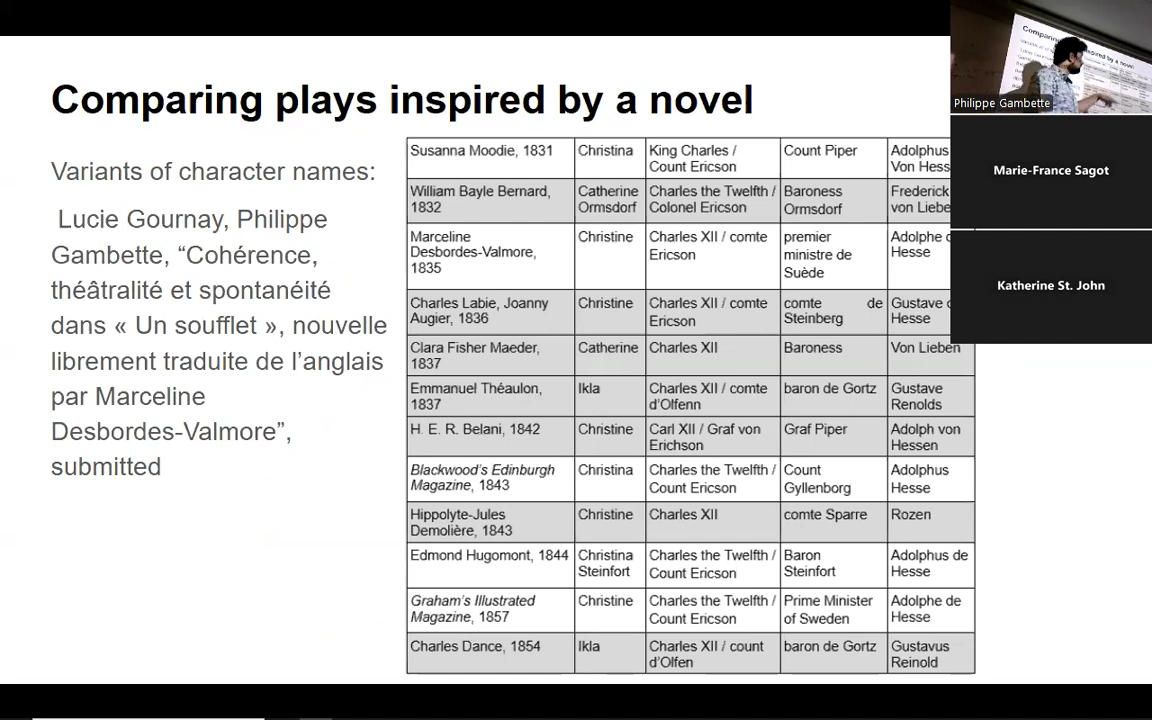 Comparing plays inspired by a novel
Variants of character names:
Lucie Gournay, Philippe
Gambette, “Cohérence,
théâtralité et spontanéité
dans « Un soufflet », nouvelle
librement traduite de l’anglais
par Marceline
Desbordes-Valmore”,
submitted
Susanna Moodie, 1831
Christina
King Charles /
Count Ericson
Count Piper
Adolphus
Von Hess
William Bayle Bernard,
1832
Catherine
Ormsdorf
Charles the Twelfth /
Colonel Ericson
Baroness
Ormsdorf
Frederick
von Liebe
Marceline
Desbordes-Valmore,
1835
Christine
Charles XII / comte
Ericson
premier
ministre de
Suède
Adolphe
Hesse
Charles Labie, Joanny
Augier, 1836
Christine
Charles XII / comte
Ericson
comte de
Steinberg
Gustave
Hesse
Clara Fisher Maeder,
1837
Catherine
Charles XII
Baroness
Von Lieben
Emmanuel Théaulon,
1837
Ikla
Charles XII / comte
d’Olfenn
baron de Gortz
Gustave
Renolds
H. E. R. Belani, 1842
Christine
Carl XII / Graf von
Erichson
Graf Piper
Adolph von
Hessen
Blackwood’s Edinburgh
Magazine, 1843
Christina
Charles the Twelfth /
Count Ericson
Count
Gyllenborg
Adolphus
Hesse
Hippolyte-Jules
Demolière, 1843
Christine
Charles XII
comte Sparre
Rozen
Edmond Hugomont, 1844
Christina
Steinfort
Charles the Twelfth /
Count Ericson
Baron
Steinfort
Adolphus de
Hesse
Graham’s Illustrated
Magazine, 1857
Christine
Charles the Twelfth /
Count Ericson
Prime Minister
of Sweden
Adolphe de
Hesse
Charles Dance, 1854
Ikla
Charles XII / count
d’Olfen
baron de Gortz
Gustavus
Reinold
Philippe Gambette
Marie-France Sagot
Katherine St. John